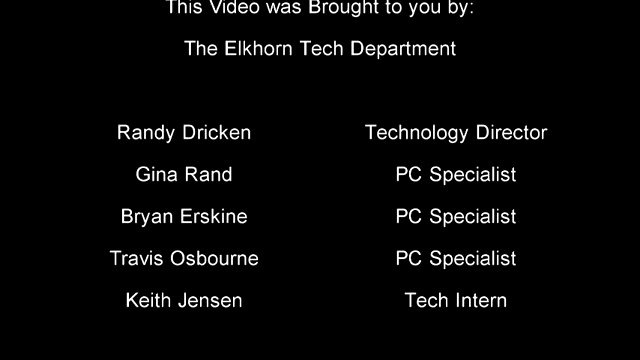 This Video was Brought to you by:
The Elkhorn Tech Department
Randy Dricken Technology Director
Gina Rand PC Specialist
Bryan Erskine PC Specialist
Travis Osbourne PC Specialist
Keith Jensen Tech Intern